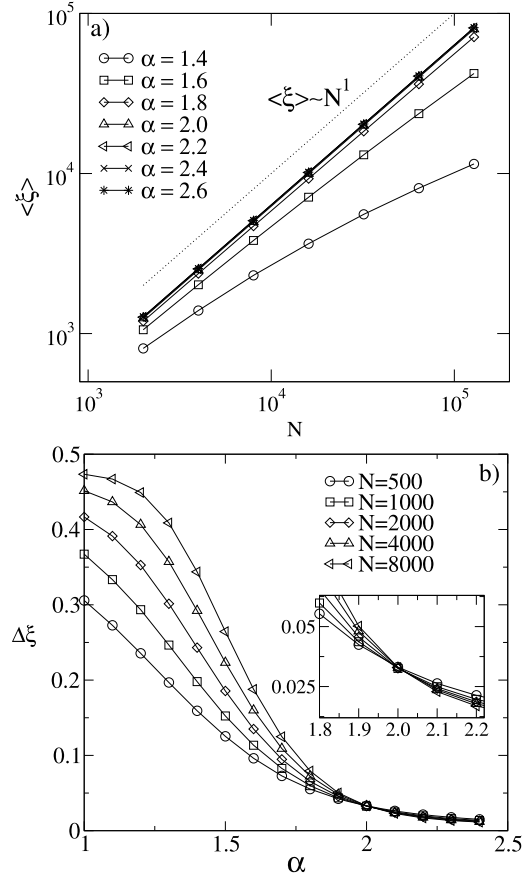 a)
10^5
α = 1.4
α = 1.6
α = 1.8
α = 2.0
α = 2.2
α = 2.4
α = 2.6
<ξ>~N^1
10^4
<ξ>
10^3
10^3 10^4 10^5
N
b)
0.5
N=500
N=1000
N=2000
N=4000
N=8000
0.4
0.3
Δξ
0.05
0.025
1.8 1.9 2.0 2.1 2.2
0.2
0.1
0
1 1.5 2 2.5
α